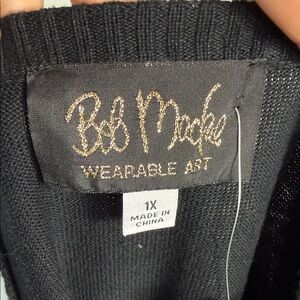 Bob Mackie
WEARABLE ART
1X
MADE IN
CHINA